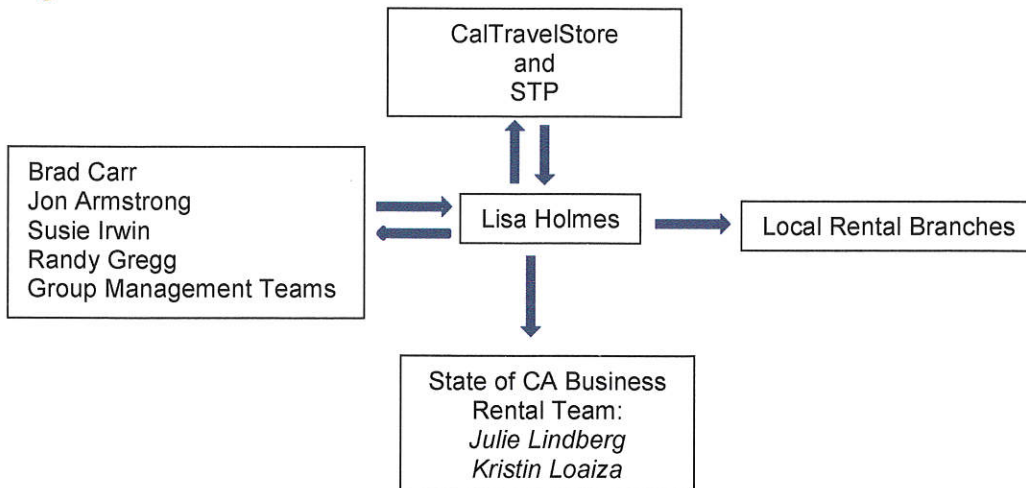 CalTravelStore
and
STP
Brad Carr
Jon Armstrong
Susie Irwin
Randy Gregg
Group Management Teams
Lisa Holmes
Local Rental Branches
State of CA Business
Rental Team:
Julie Lindberg
Kristin Loaiza